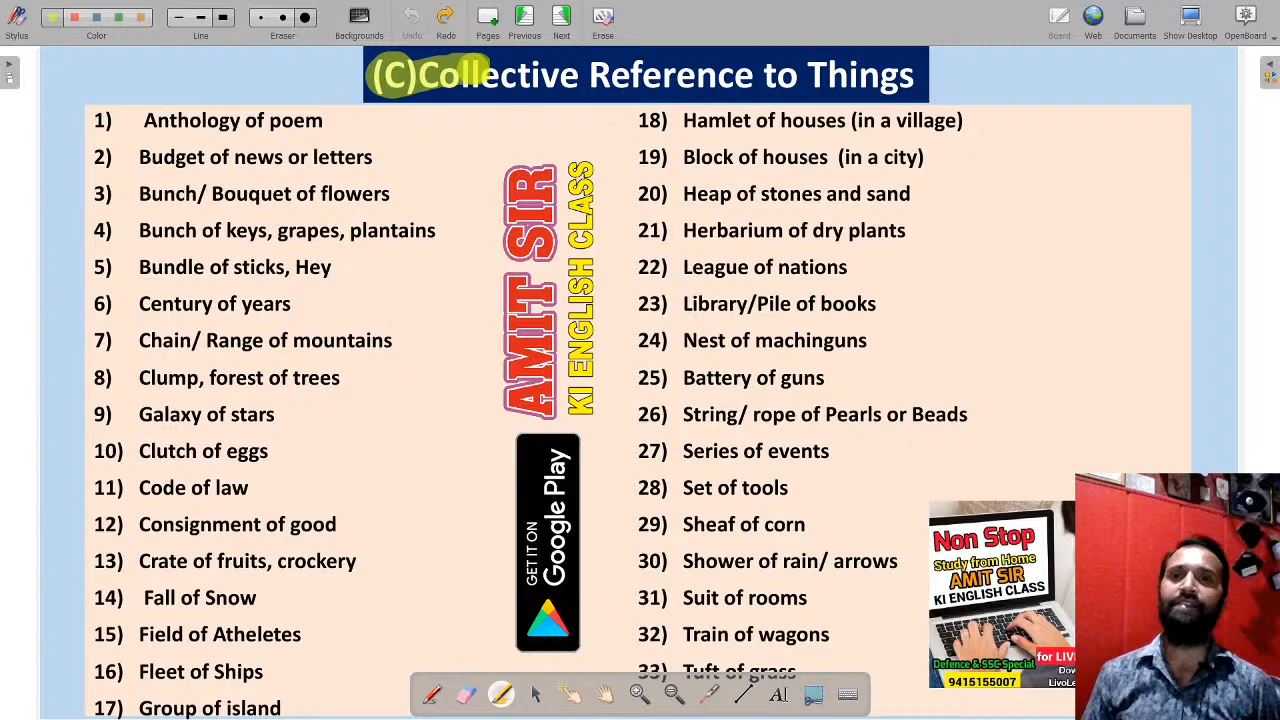 Stylus
Color
Line
Eraser
Backgrounds
Undo
Redo
Pages
Previous
Next
Erase
Board
Web
Documents
Show Desktop
OpenBoard
(C)Collective Reference to Things
1) Anthology of poem
2) Budget of news or letters
3) Bunch/ Bouquet of flowers
4) Bunch of keys, grapes, plantains
5) Bundle of sticks, Hey
6) Century of years
7) Chain/ Range of mountains
8) Clump, forest of trees
9) Galaxy of stars
10) Clutch of eggs
11) Code of law
12) Consignment of good
13) Crate of fruits, crockery
14) Fall of Snow
15) Field of Atheletes
16) Fleet of Ships
17) Group of island
AMIT SIR
KI ENGLISH CLASS
GET IT ON
Google Play
18) Hamlet of houses (in a village)
19) Block of houses (in a city)
20) Heap of stones and sand
21) Herbarium of dry plants
22) League of nations
23) Library/Pile of books
24) Nest of machinguns
25) Battery of guns
26) String/ rope of Pearls or Beads
27) Series of events
28) Set of tools
29) Sheaf of corn
30) Shower of rain/ arrows
31) Suit of rooms
32) Train of wagons
33) Tuft of grass
Non Stop
Study from Home
AMIT SIR
KI ENGLISH CLASS
for LIV
Defence & SSC Special
9415155007